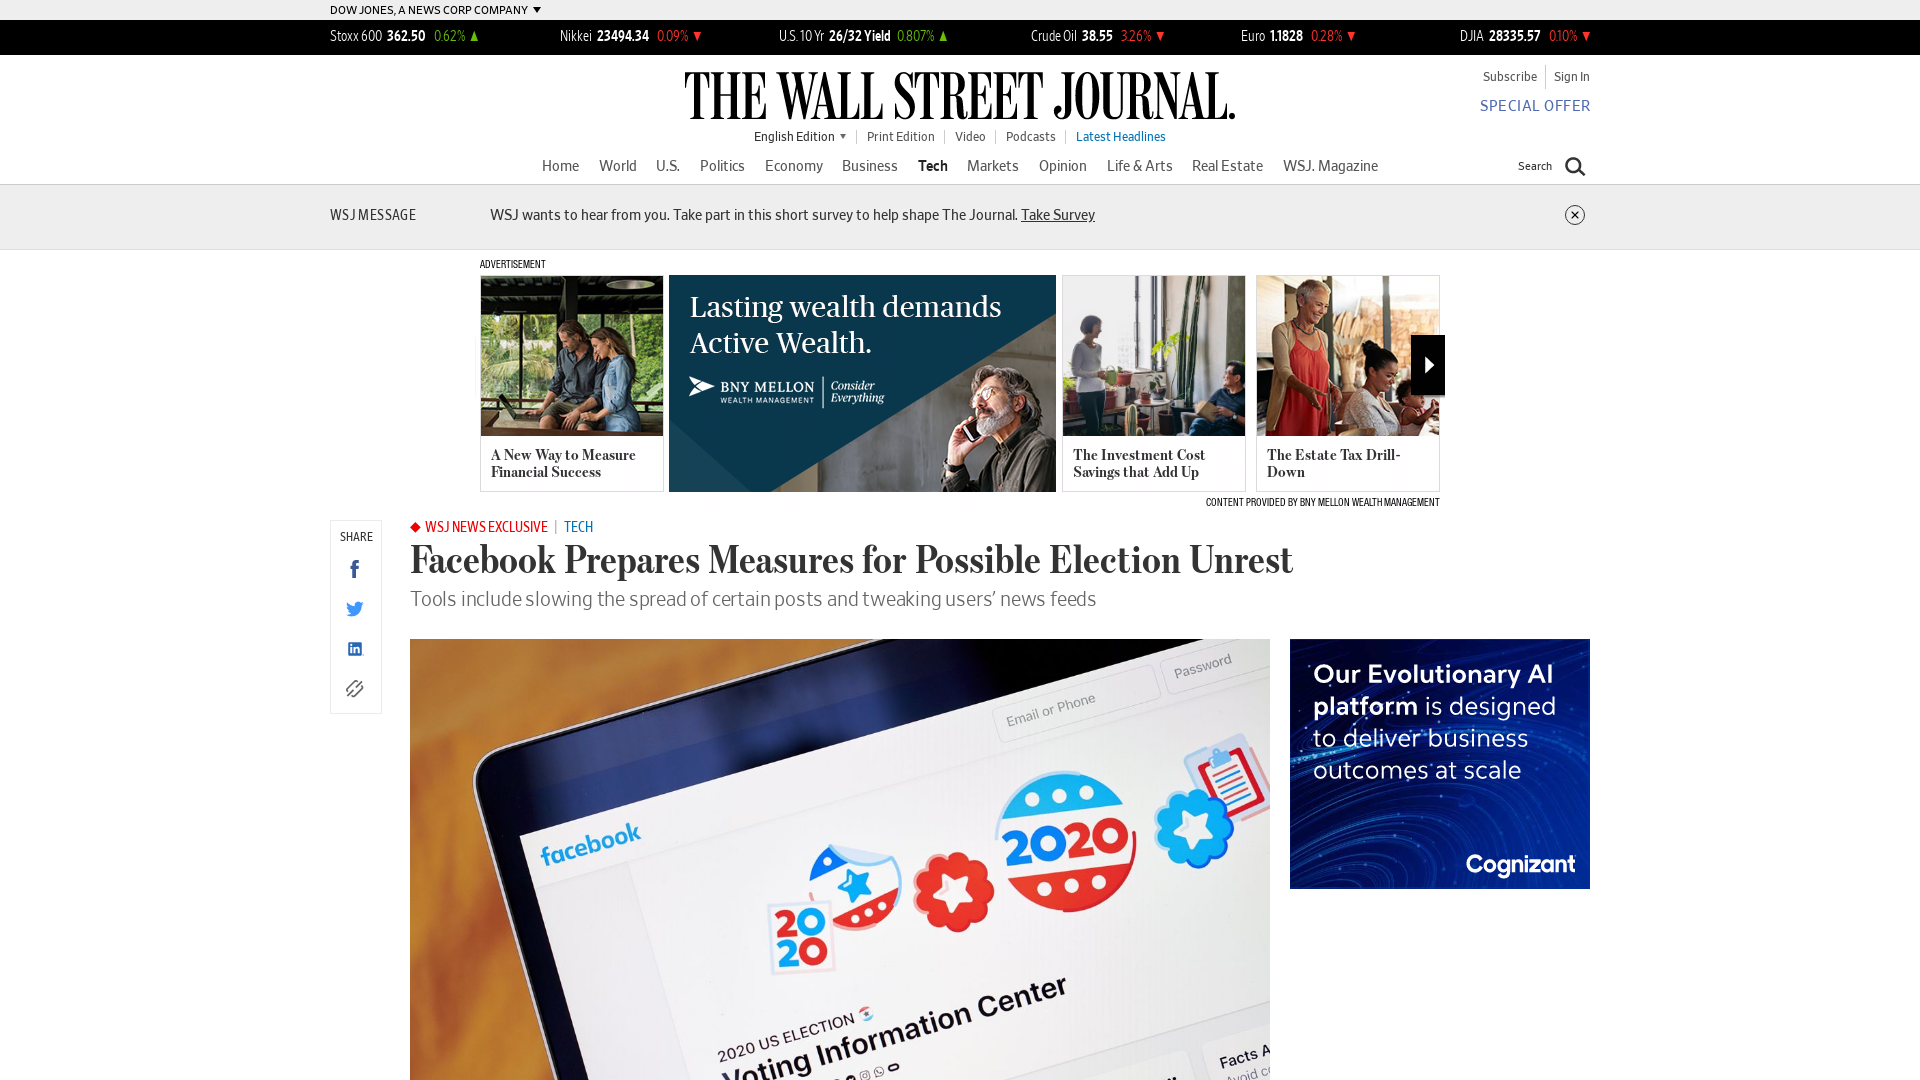 DOW JONES, A NEWS CORP COMPANY
Stoxx 600 362.50 0.62%
Nikkei 23494.34 0.09%
U.S. 10 Yr 26/32 Yield 0.807%
Crude Oil 38.55 3.26%
Euro 1.1828 0.28%
DJIA 28335.57 0.10%
THE WALL STREET JOURNAL.
Subscribe
Sign In
SPECIAL OFFER
English Edition
Print Edition
Video
Podcasts
Latest Headlines
Home
World
U.S.
Politics
Economy
Business
Tech
Markets
Opinion
Life & Arts
Real Estate
WSJ. Magazine
Search
WSJ MESSAGE
WSJ wants to hear from you. Take part in this short survey to help shape The Journal. Take Survey
ADVERTISEMENT
A New Way to Measure
Financial Success
Lasting wealth demands
Active Wealth.
BNY MELLON
WEALTH MANAGEMENT
Consider
Everything
The Investment Cost
Savings that Add Up
The Estate Tax Drill-
Down
CONTENT PROVIDED BY BNY MELLON WEALTH MANAGEMENT
SHARE
WSJ NEWS EXCLUSIVE | TECH
Facebook Prepares Measures for Possible Election Unrest
Tools include slowing the spread of certain posts and tweaking users’ news feeds
Password
Email or Phone
facebook
2020
20
20
2020 US ELECTION
Voting Information Center
Facts A
Avoid co
Our Evolutionary AI
platform is designed
to deliver business
outcomes at scale
Cognizant